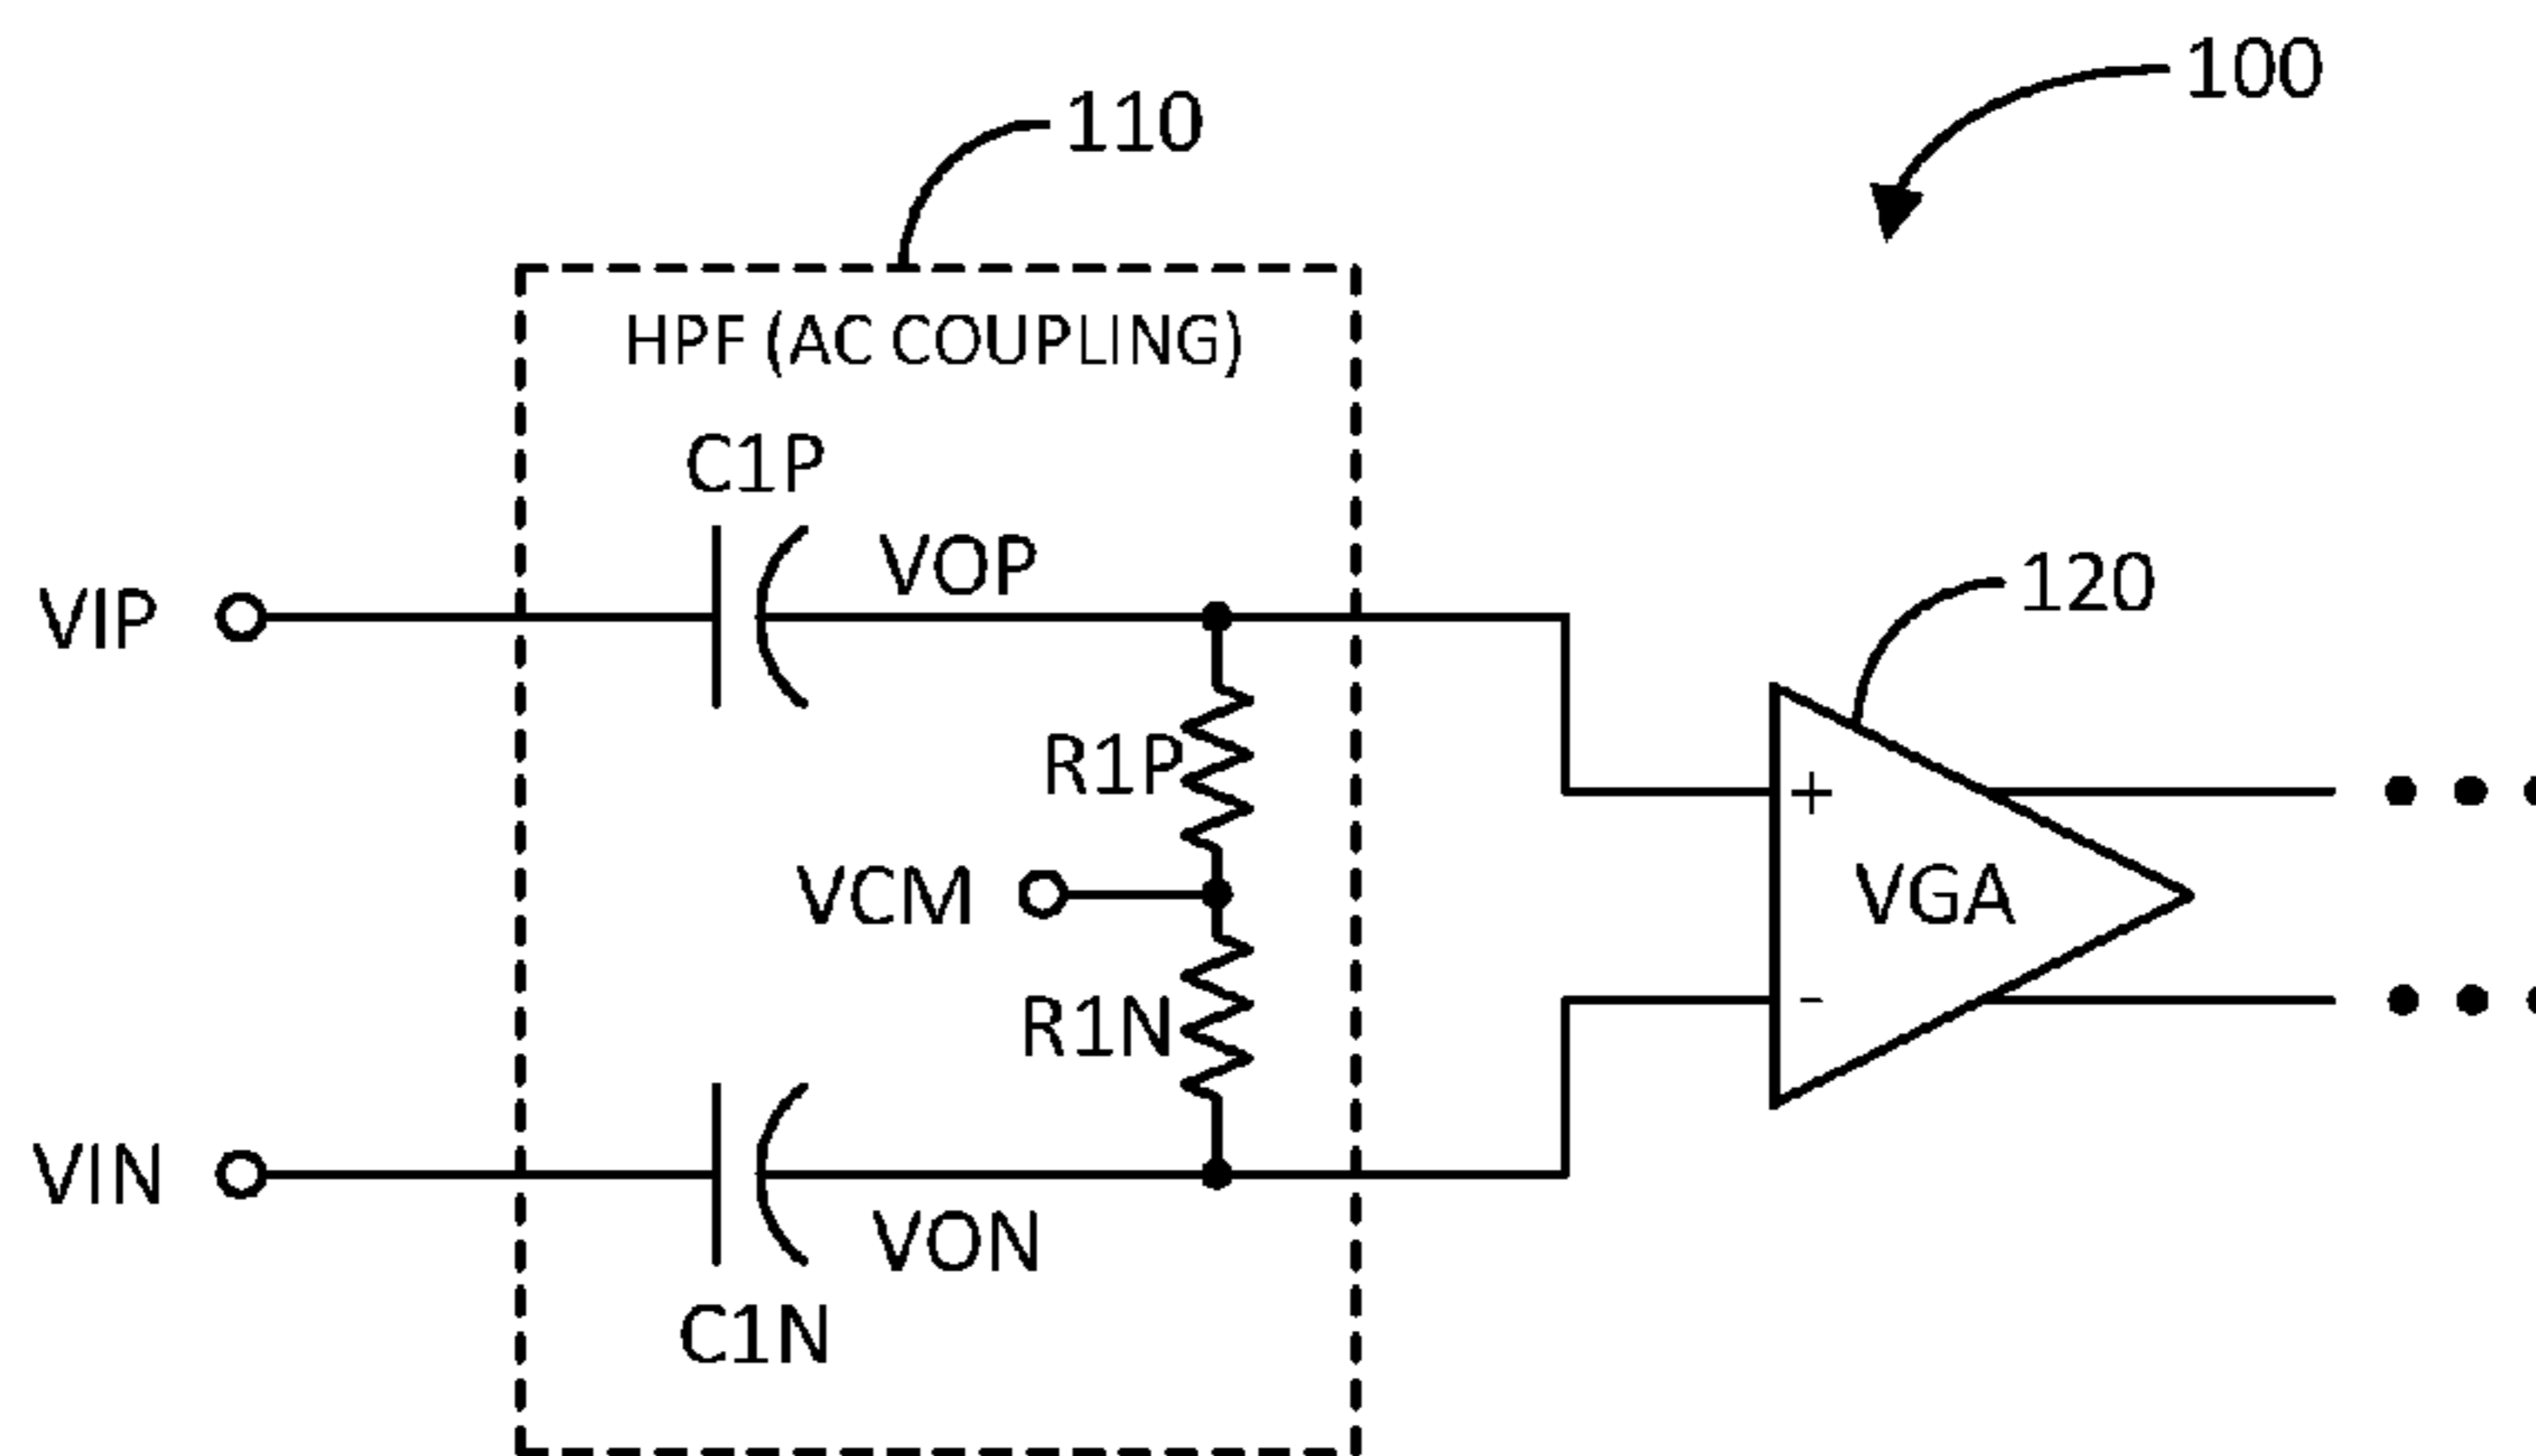 100
110
HPF (AC COUPLING)
C1P
VOP
VIP
120
R1P
+
VCM
VGA
-
R1N
VIN
VON
C1N